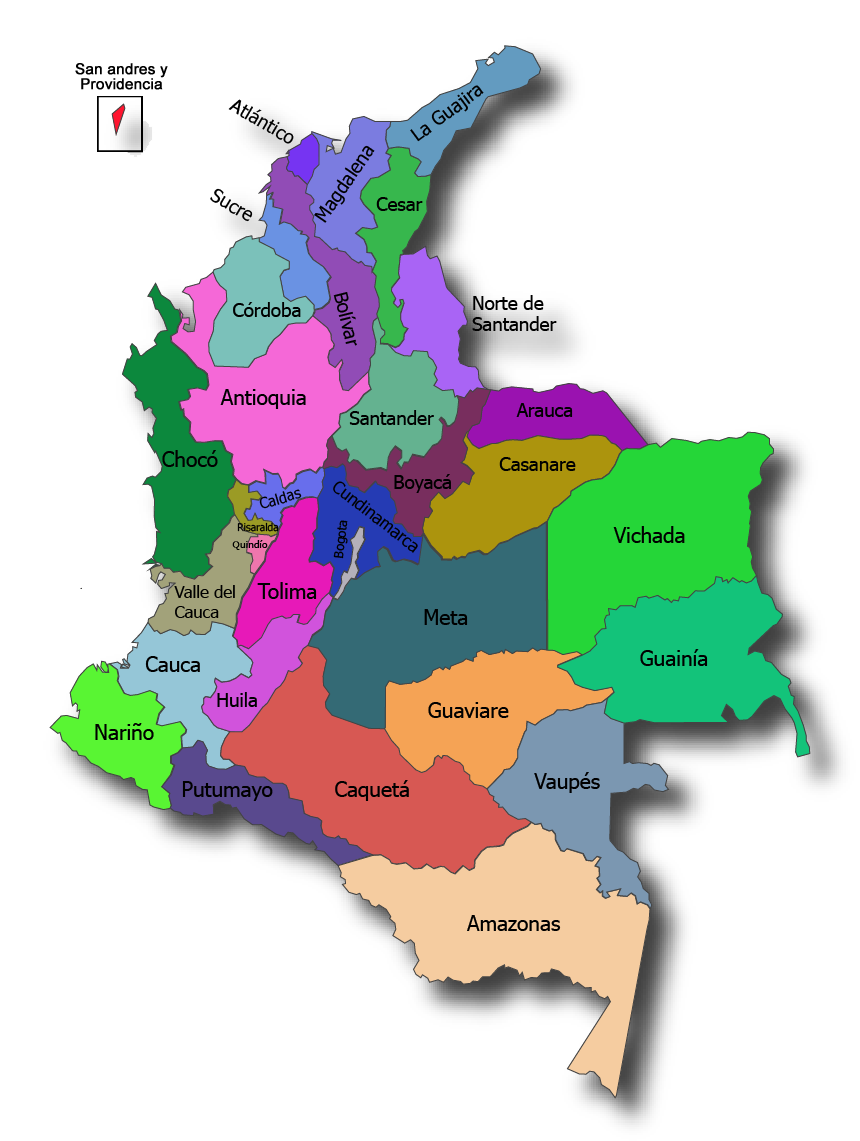 San andres y
Providencia
La Guajira
Atlántico
Magdalena
Cesar
Sucre
Bolívar
Córdoba
Norte de
Santander
Antioquia
Santander
Arauca
Chocó
Boyacá
Casanare
Caldas
Cundinamarca
Risaralda
Bogota
Quindío
Vichada
Valle del
Cauca
Tolima
Meta
Cauca
Guainía
Huila
Guaviare
Nariño
Putumayo
Caquetá
Vaupés
Amazonas